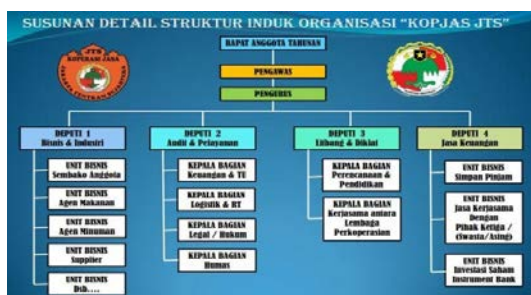 SUSUNAN DETAIL STRUKTUR INDUK ORGANISASI "KOPJAS JTS"
RAPAT ANGGOTA TAHUNAN
PENGAWAS
PENGURUS
JTS
KOPERASI JASA
DEPUTI 1
Bisnis & Industri
UNIT BISNIS
Sembako Anggota
UNIT BISNIS
Agen Makanan
UNIT BISNIS
Agen Minuman
UNIT BISNIS
Supplier
UNIT BISNIS
Dsb....
DEPUTI 2
Audit & Pelayanan
KEPALA BAGIAN
Keuangan & TU
KEPALA BAGIAN
Logistik & RT
KEPALA BAGIAN
Legal / Hukum
KEPALA BAGIAN
Humas
DEPUTI 3
Litbang & Diklat
KEPALA BAGIAN
Perencanaan &
Pendidikan
KEPALA BAGIAN
Kerjasama antara
Lembaga
Perkoperasian
DEPUTI 4
Jasa Keuangan
UNIT BISNIS
Simpan Pinjam
UNIT BISNIS
Jasa Kerjasama
Dengan
Pihak Ketiga /
(Swasta/Asing)
UNIT BISNIS
Investasi Saham
Instrument Bank